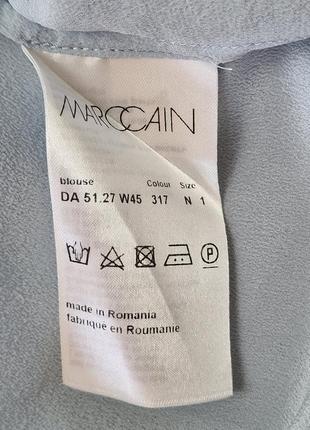 MARCCAIN
blouse Colour Size
DA 51.27 W45 317 N 1
P
made in Romania
fabriqué en Roumanie